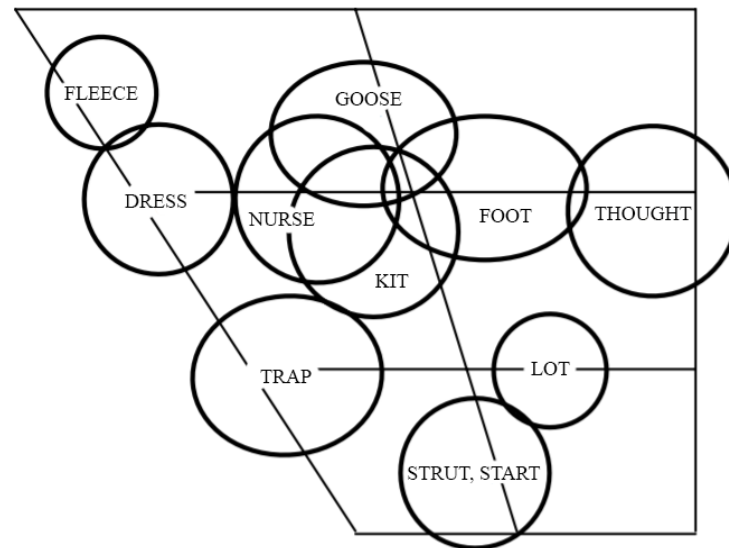 FLEECE
GOOSE
DRESS
NURSE
FOOT
THOUGHT
KIT
TRAP
LOT
STRUT, START